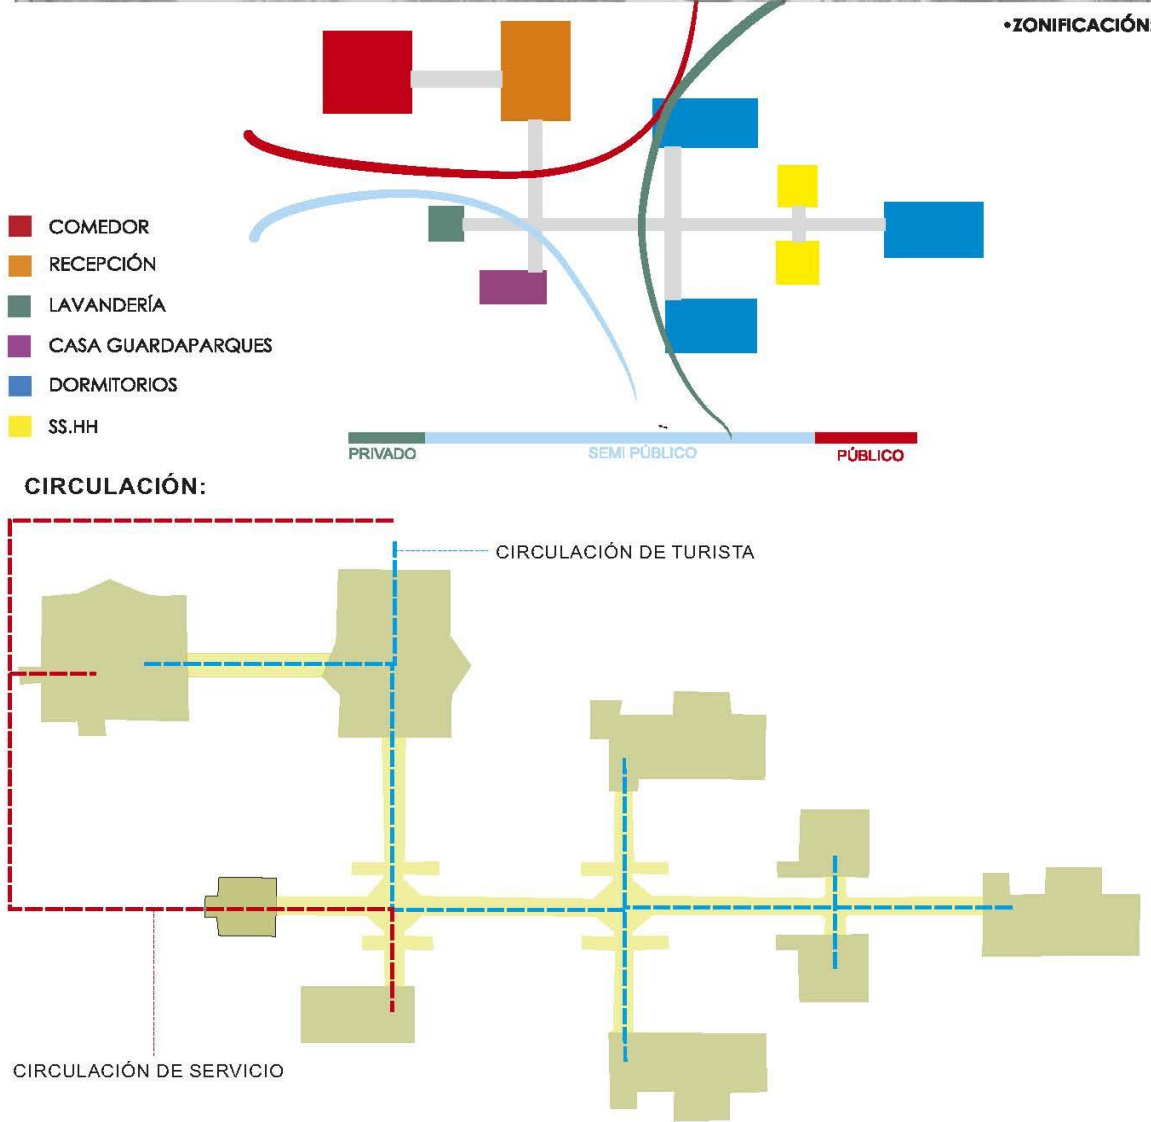 •ZONIFICACIÓN:
COMEDOR
RECEPCIÓN
LAVANDERÍA
CASA GUARDAPARQUES
DORMITORIOS
SS.HH
PRIVADO
SEMI PÚBLICO
PÚBLICO
CIRCULACIÓN:
CIRCULACIÓN DE TURISTA
CIRCULACIÓN DE SERVICIO